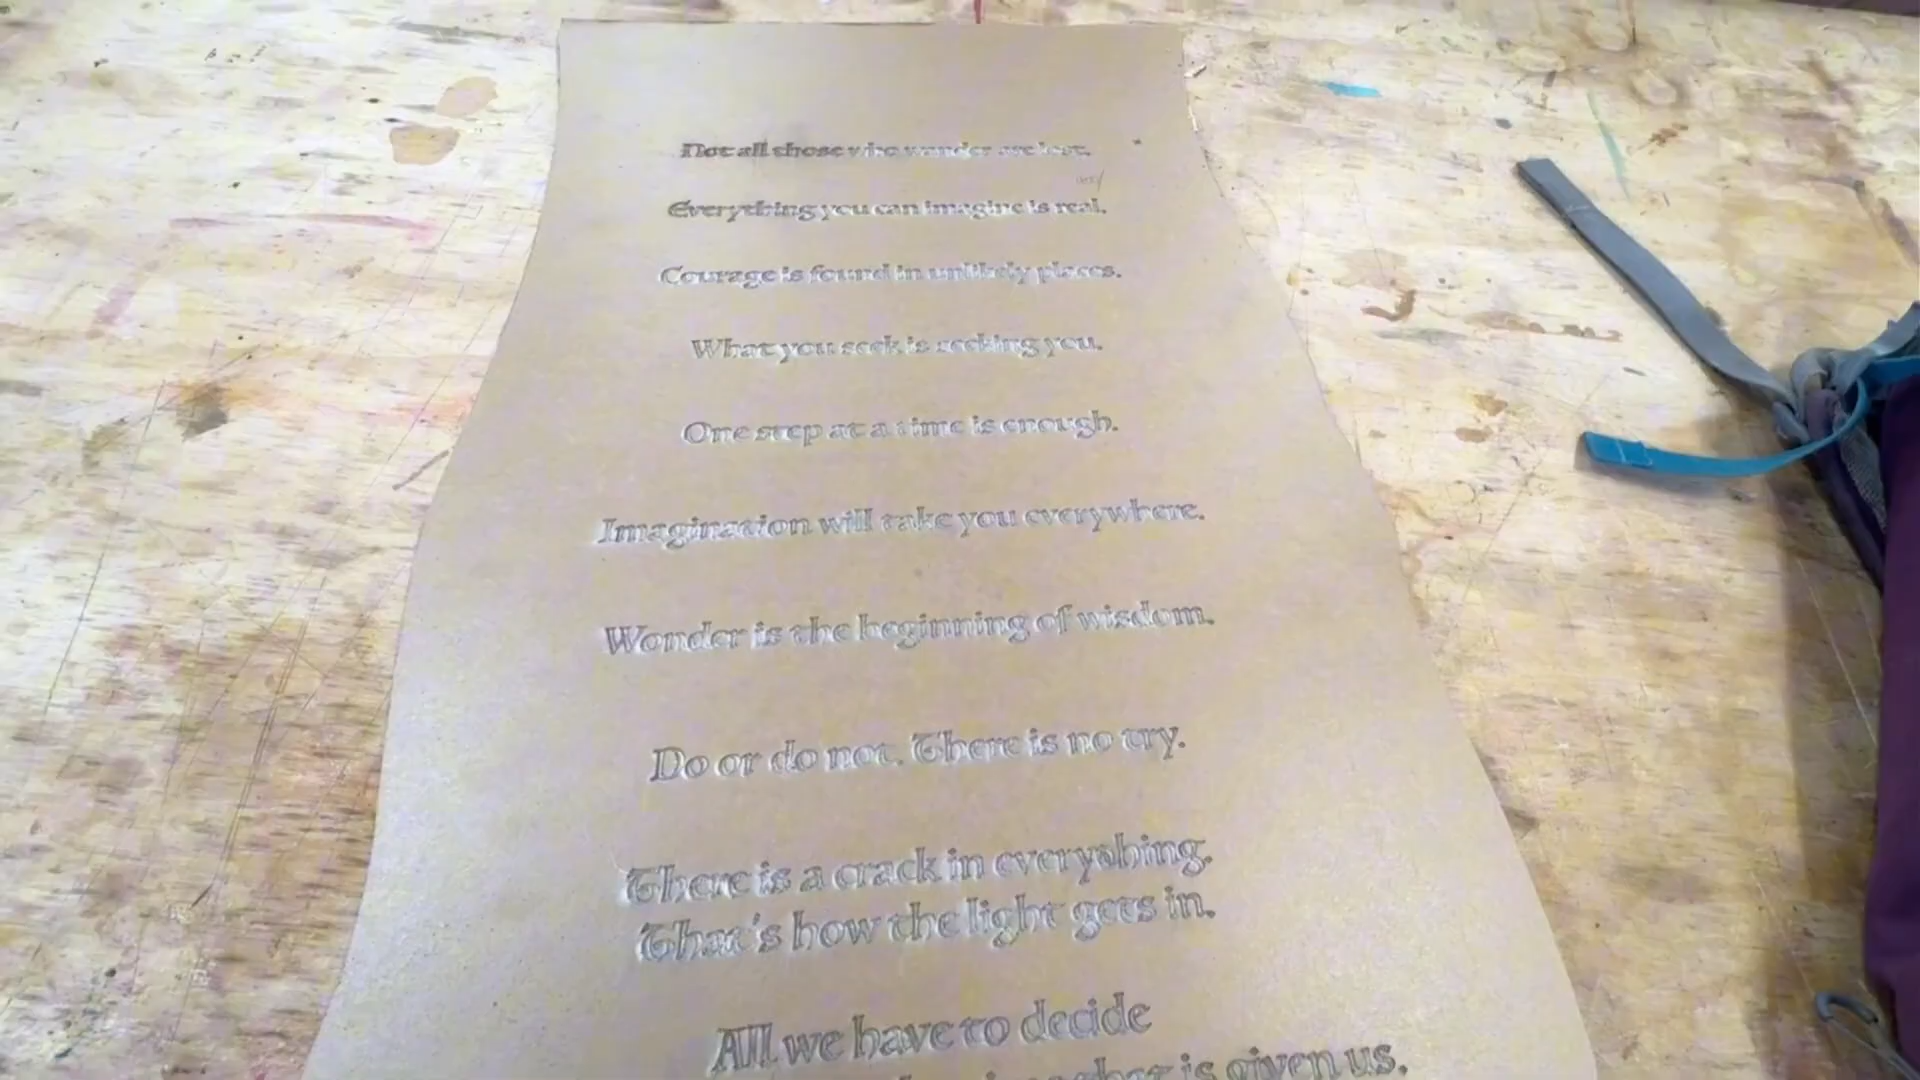 Not all those who wander are lost.
Everything you can imagine is real.
Courage is found in unlikely places.
What you seek is seeking you.
One step at a time is enough.
Imagination will take you everywhere.
Wonder is the beginning of wisdom.
Do or do not. There is no try.
There is a crack in everything.
That's how the light gets in.
All we have to decide
is given us.